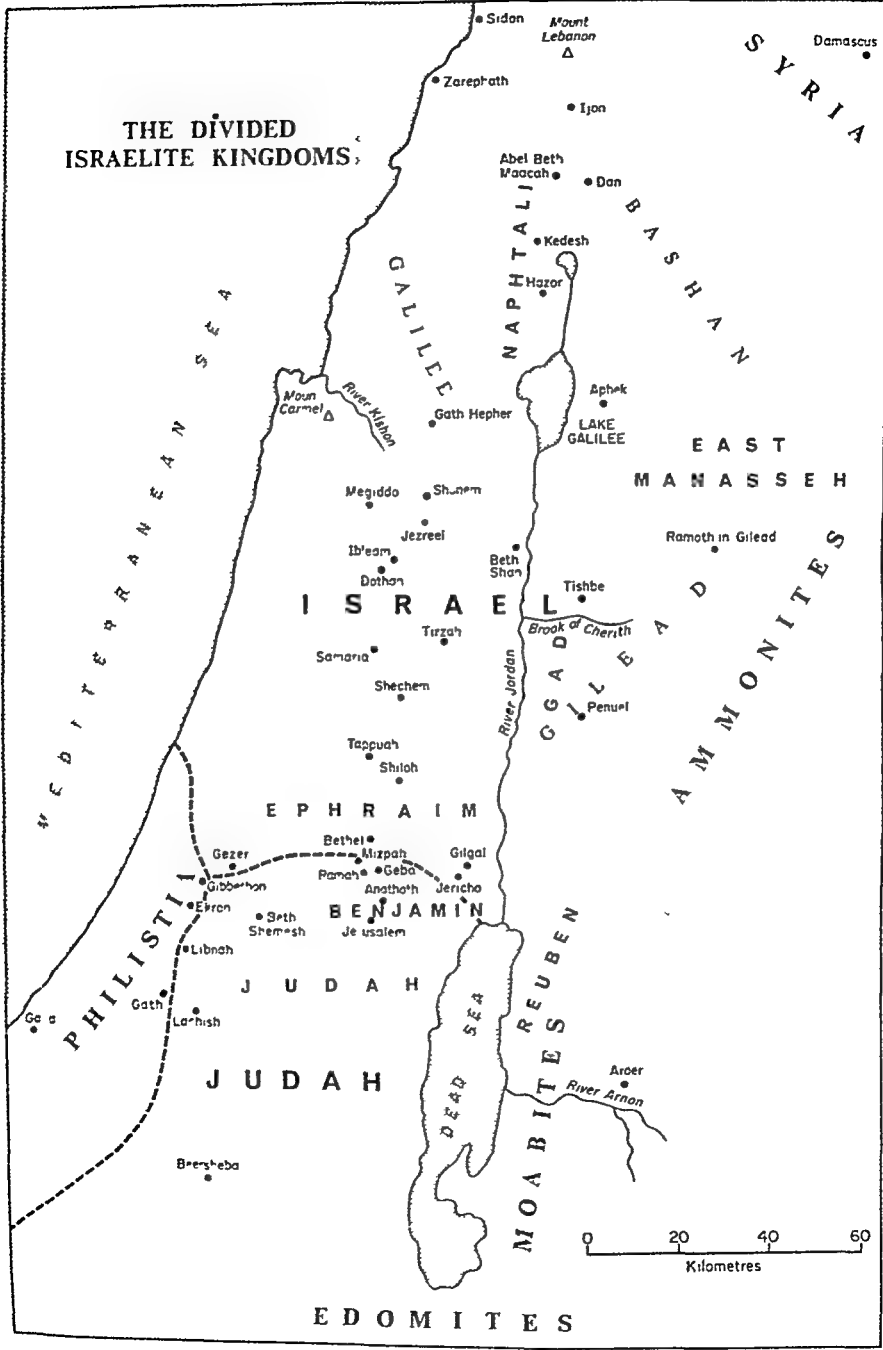 Sidon
Mount
Lebanon
Damascus
SYRIA
Zarephath
Ijon
THE DIVIDED
ISRAELITE KINGDOMS
Abel Beth
Maacah
Dan
BASHAN
NAPHTALI
Kedesh
GALILEE
Hazor
MEDITERRANEAN SEA
Moun
Carmel
River Kishon
Gath Hepher
Aphek
LAKE
GALILEE
EAST
MANASSEH
Megiddo
Shunem
Jezreel
Ramoth in Gilead
Ib'eam
Dothan
Beth
Shan
Tishbe
ISRAEL
Brook of Cherith
Tirzah
Samaria
GAD
GILEAD
AMMONITES
Shechem
River Jordan
Penuel
Tappuah
Shiloh
EPHRAIM
Bethel
Mizpah
Gezer
Gilgal
Ramah
Geba
Gibbethon
Jericho
Anathoth
Ekron
BENJAMIN
Beth
Shemesh
Jerusalem
PHILISTIA
Libnah
REUBEN
JUDAH
Gath
Lachish
DEAD SEA
JUDAH
Aroer
River Arnon
MOABITES
Beersheba
0 20 40 60
Kilometres
EDOMITES